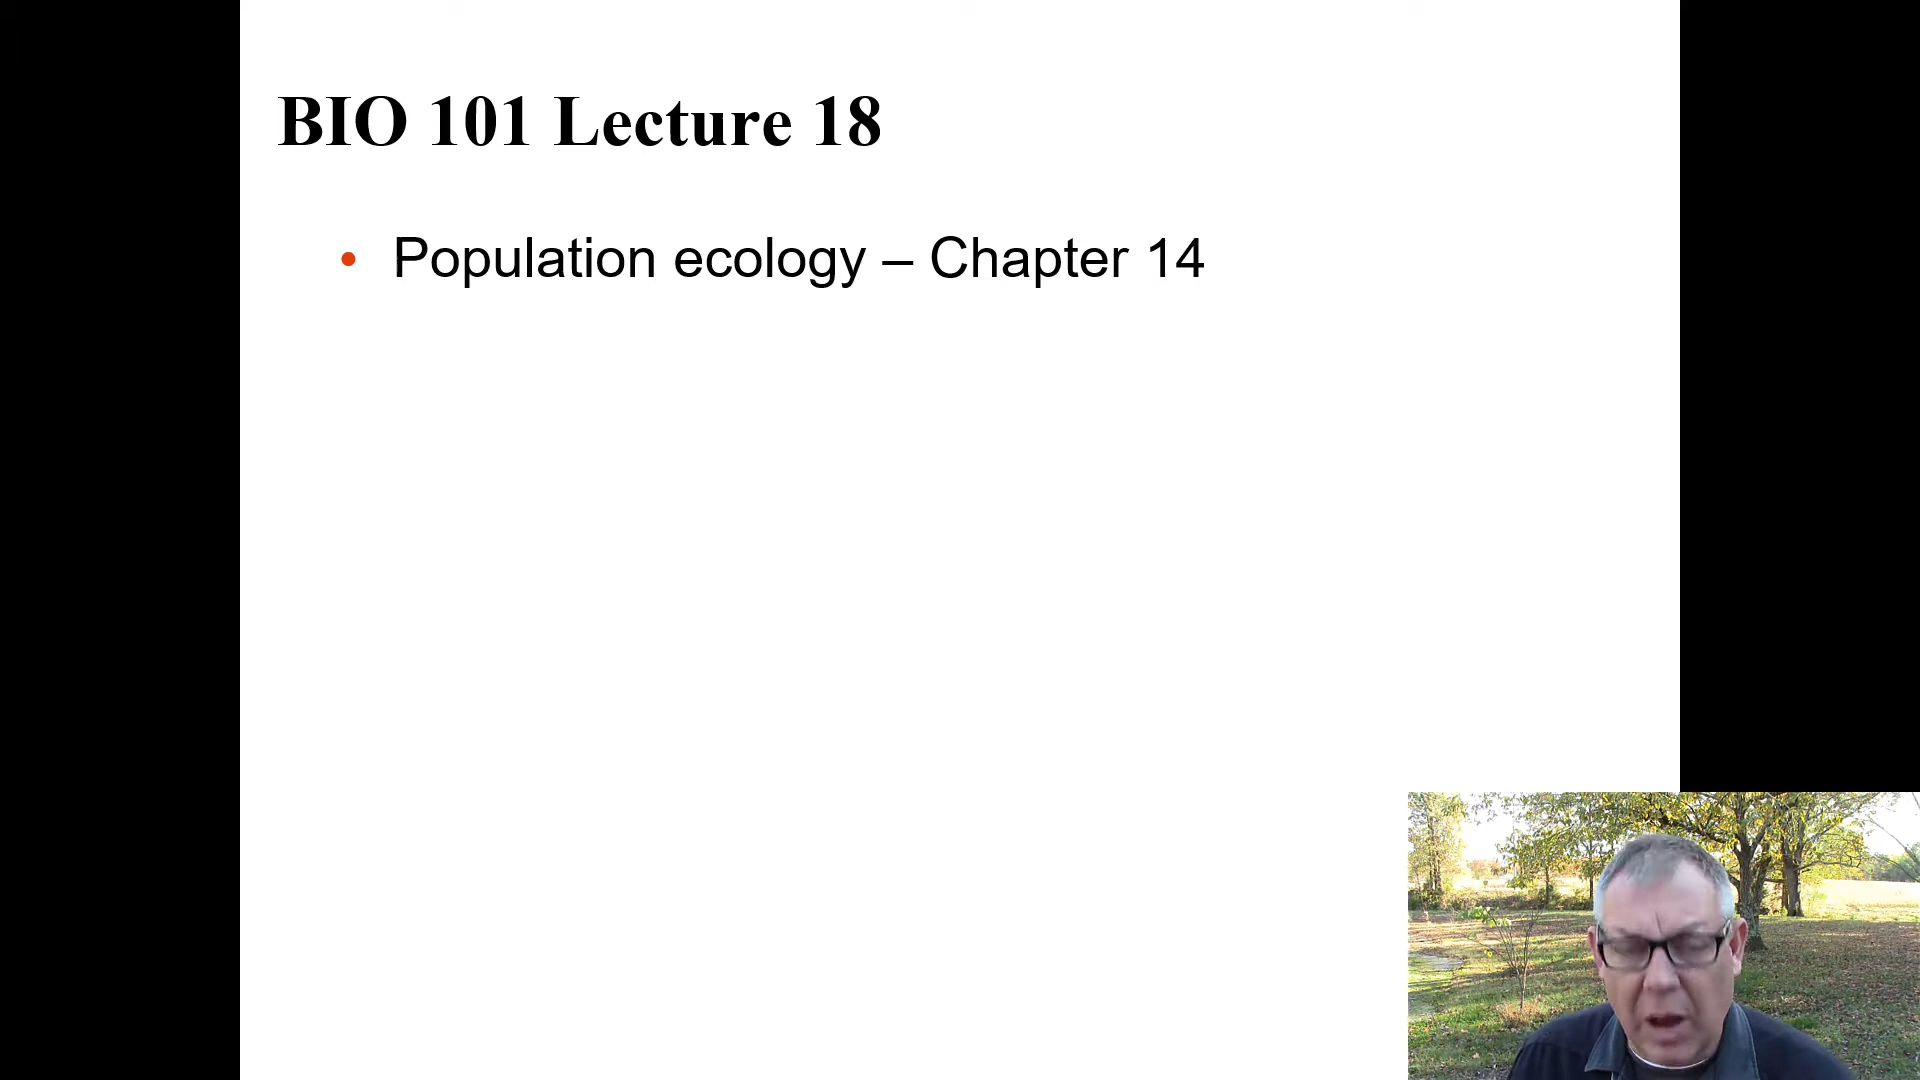 BIO 101 Lecture 18
• Population ecology – Chapter 14